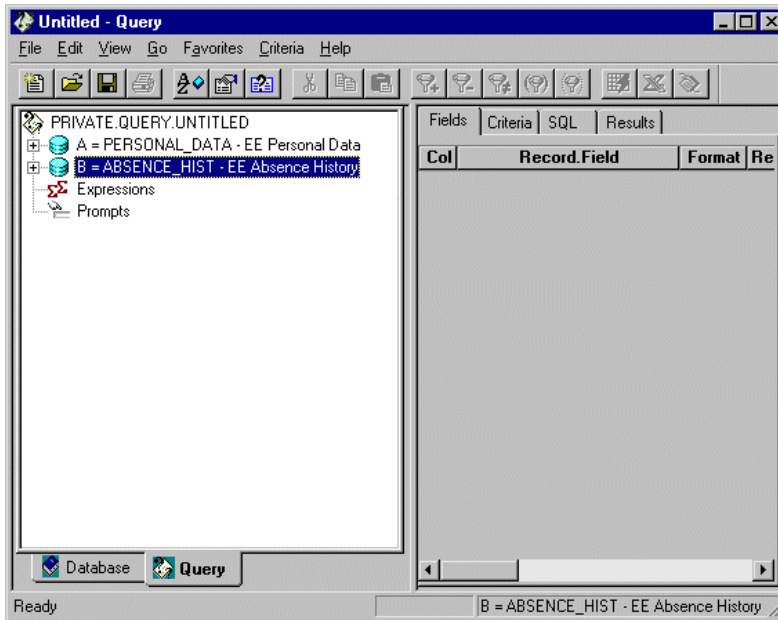 Untitled - Query
File Edit View Go Favorites Criteria Help
PRIVATE.QUERY.UNTITLED
A = PERSONAL_DATA - EE Personal Data
B = ABSENCE_HIST - EE Absence History
Expressions
Prompts
Fields Criteria SQL Results
Col Record.Field Format Re
Database Query
Ready B = ABSENCE_HIST - EE Absence History